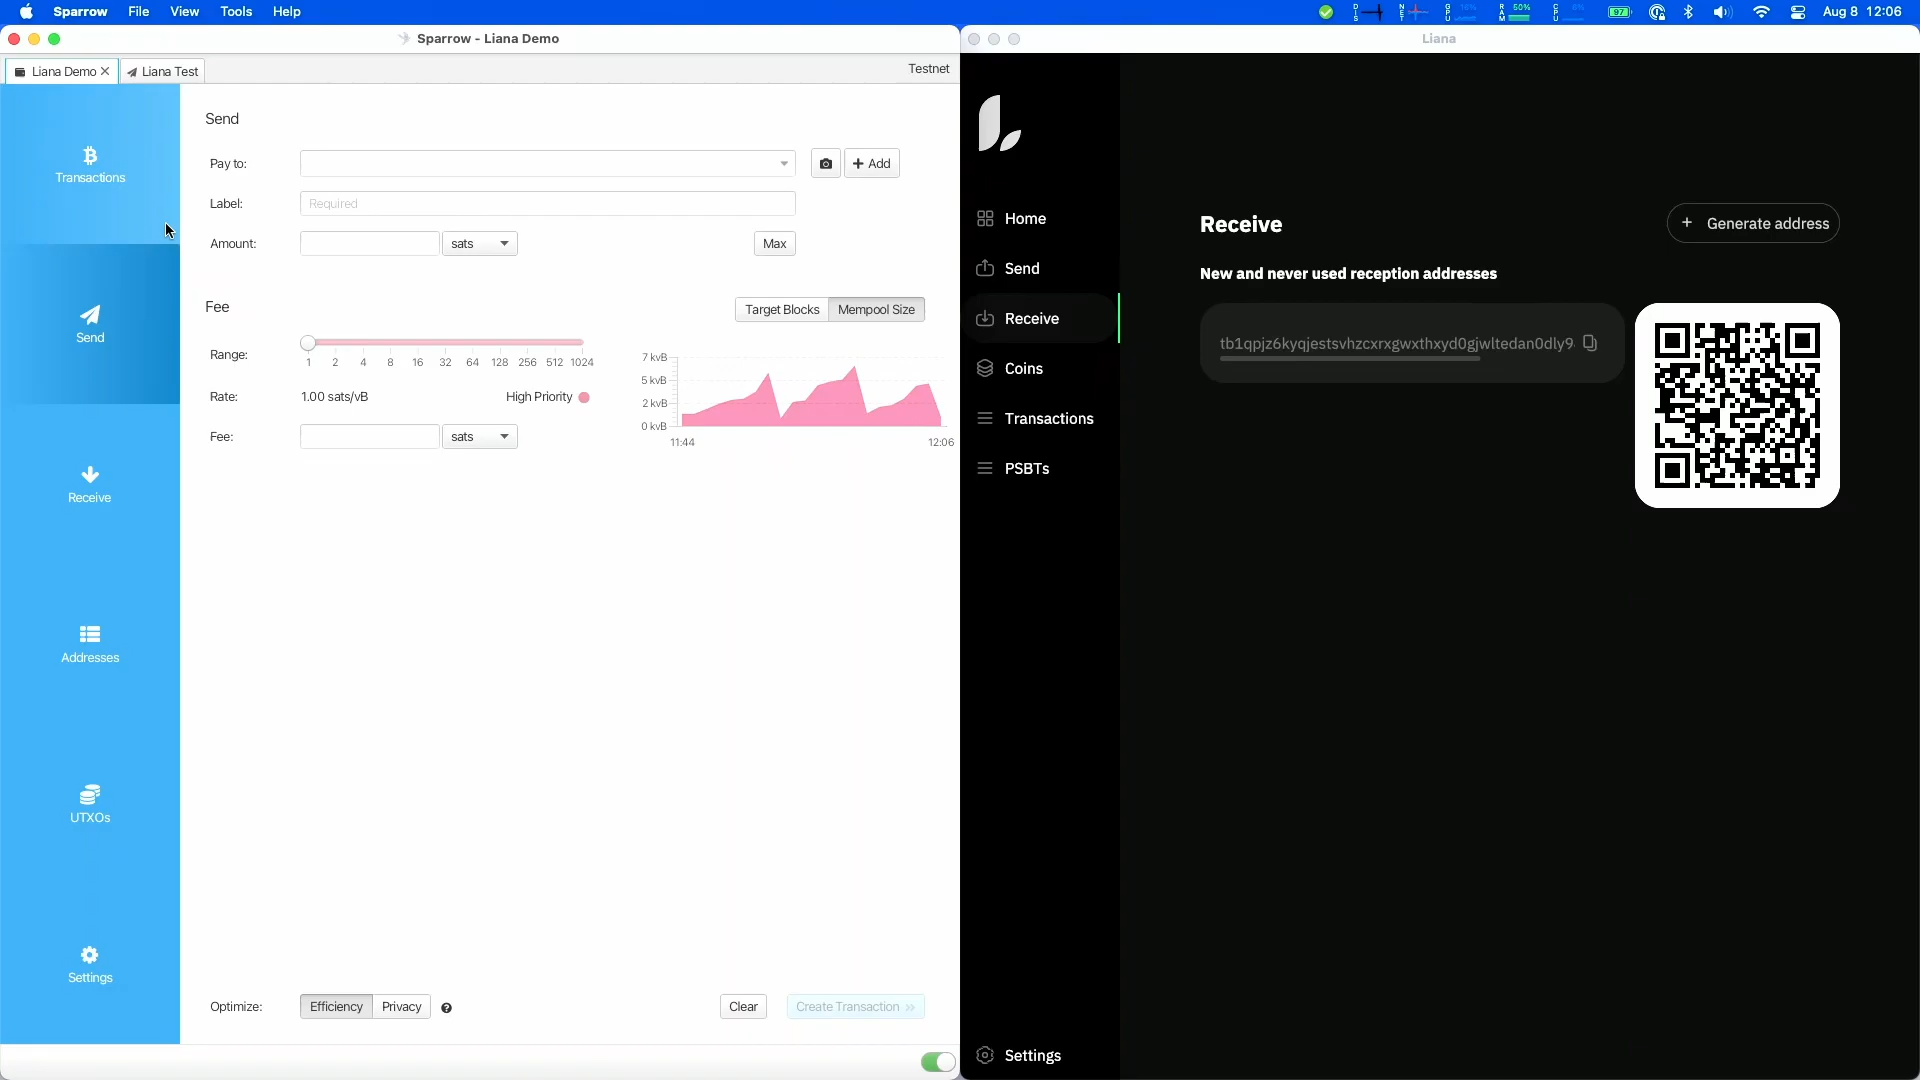 Sparrow File View Tools Help
50%
97
Aug 8 12:06
Sparrow - Liana Demo
Liana Demo
Liana Test
Testnet
Transactions
Send
Receive
Addresses
UTXOs
Settings
Send
Pay to:
Add
Label:
Required
Amount:
sats
Max
Fee
Target Blocks
Mempool Size
Range:
1 2 4 8 16 32 64 128 256 512 1024
Rate:
1.00 sats/vB
High Priority
Fee:
sats
7 kvB
5 kvB
2 kvB
0 kvB
11:44
12:06
Optimize:
Efficiency
Privacy
Clear
Create Transaction »
Liana
Home
Send
Receive
Coins
Transactions
PSBTs
Settings
Receive
+ Generate address
New and never used reception addresses
tb1qpjz6kyqjestsvhzcxrxgwxthxyd0gjwltedan0dly9